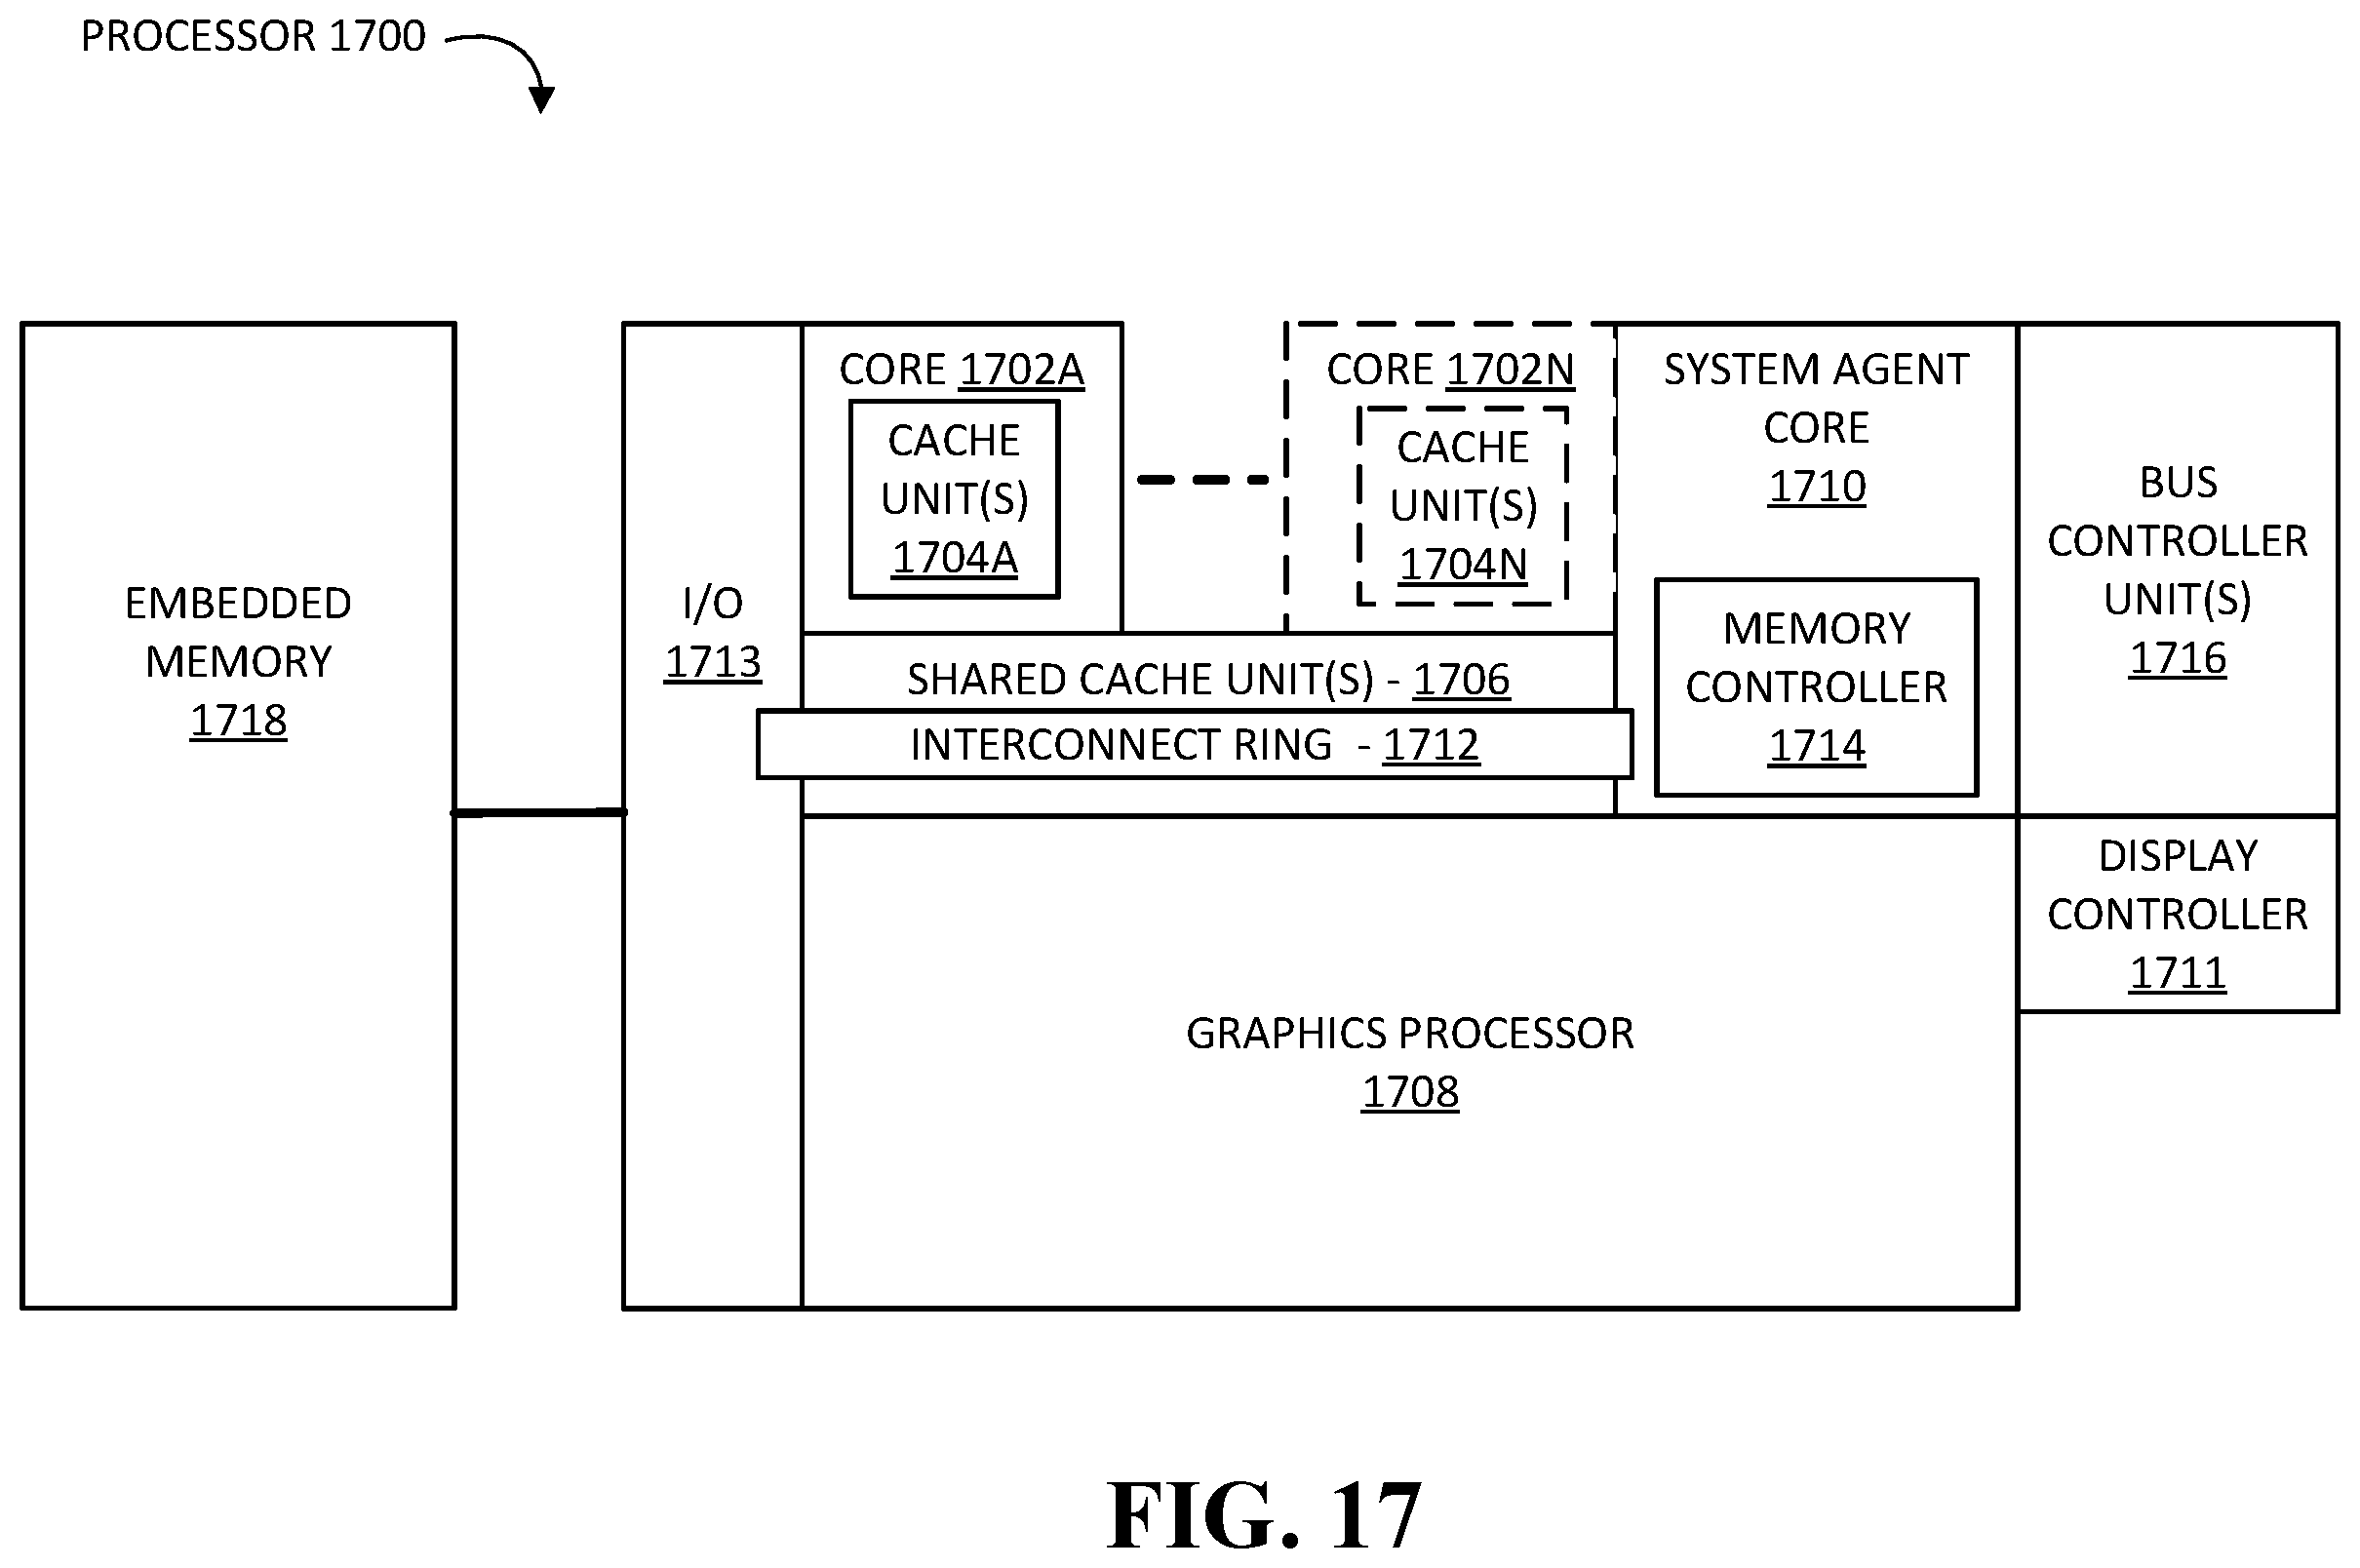 PROCESSOR 1700
EMBEDDED
MEMORY
1718
I/O
1713
CORE 1702A
CACHE
UNIT(S)
1704A
CORE 1702N
CACHE
UNIT(S)
1704N
SHARED CACHE UNIT(S) - 1706
INTERCONNECT RING - 1712
SYSTEM AGENT
CORE
1710
MEMORY
CONTROLLER
1714
BUS
CONTROLLER
UNIT(S)
1716
DISPLAY
CONTROLLER
1711
GRAPHICS PROCESSOR
1708
FIG. 17